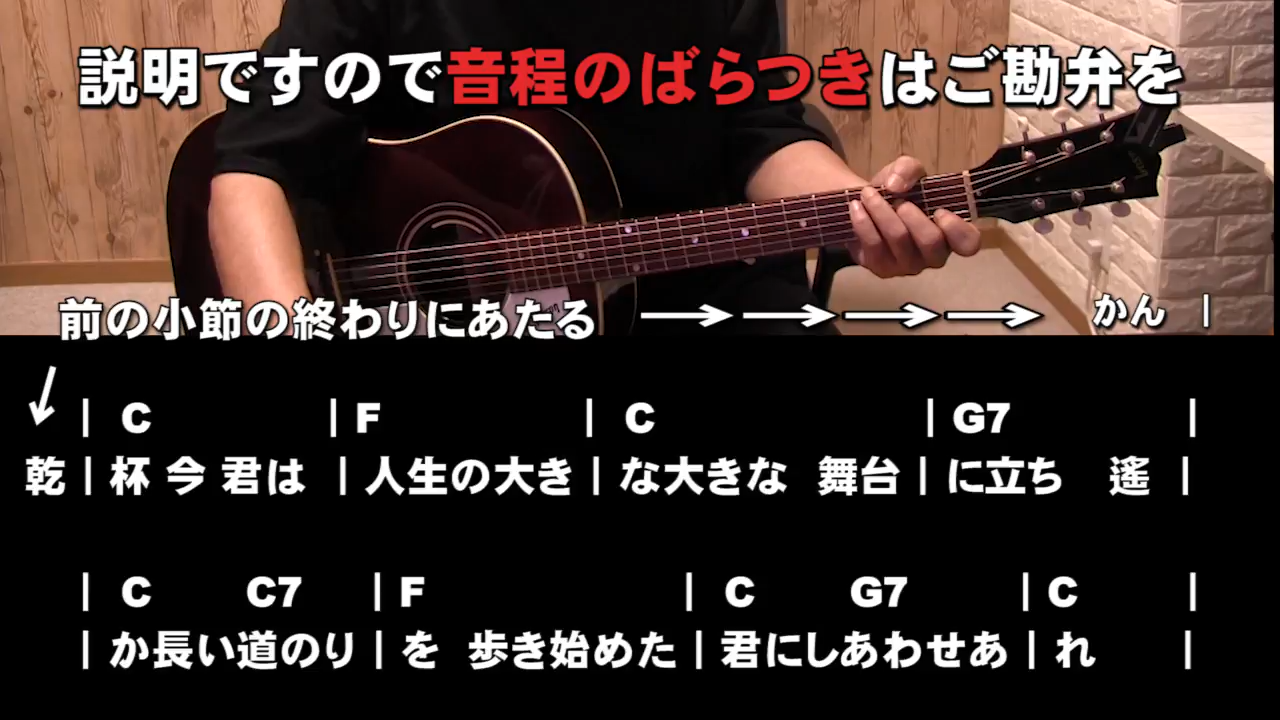 説明ですので音程のばらつきはご勘弁を
前の小節の終わりにあたる → → → → かん |
↓
| C | F | C | G7 |
乾 | 杯 今 君は | 人生の大き | な大きな 舞台 | に立ち 遙 |
| C C7 | F | C G7 | C |
| か長い道のり | を 歩き始めた | 君にしあわせあ | れ |